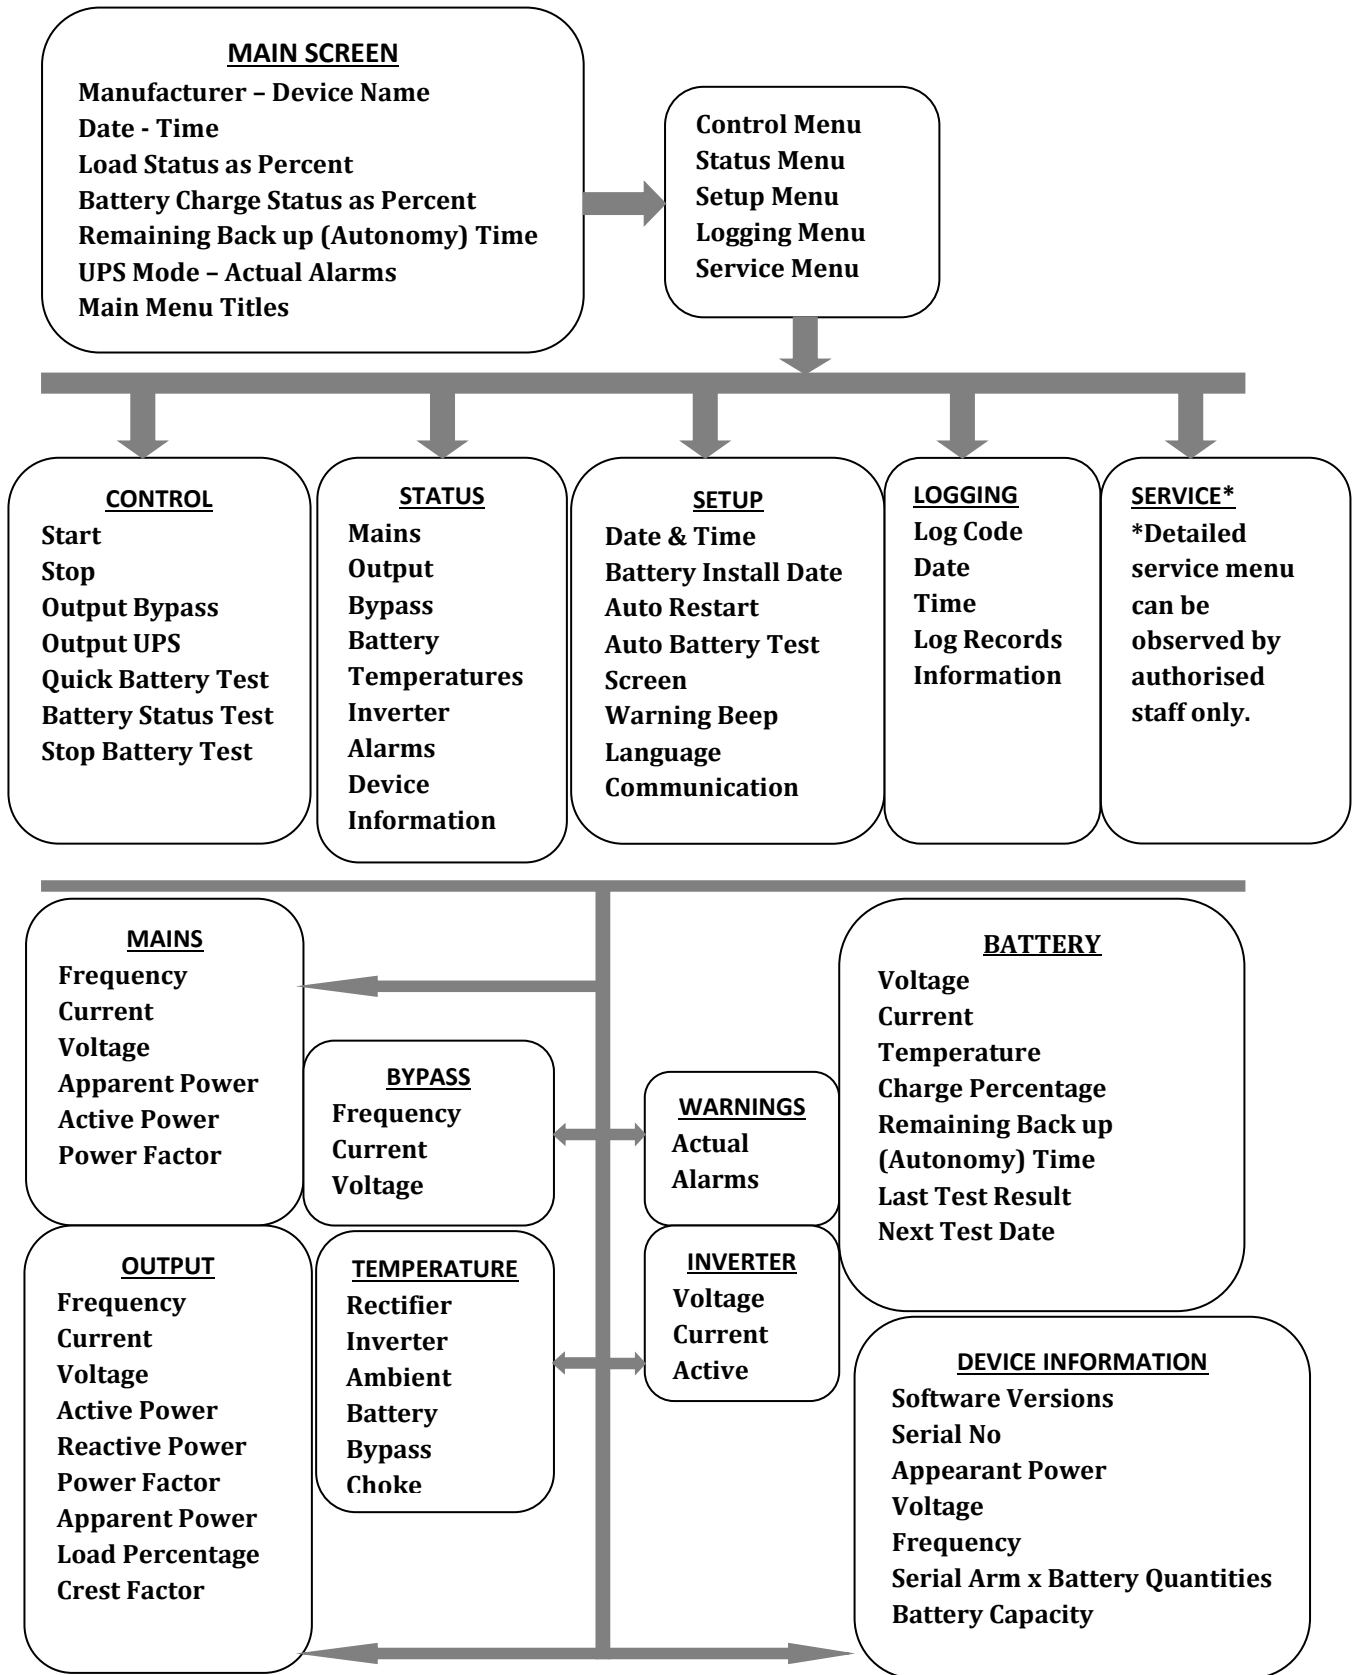 MAIN SCREEN
Manufacturer – Device Name
Date - Time
Load Status as Percent
Battery Charge Status as Percent
Remaining Back up (Autonomy) Time
UPS Mode – Actual Alarms
Main Menu Titles
Control Menu
Status Menu
Setup Menu
Logging Menu
Service Menu
CONTROL
Start
Stop
Output Bypass
Output UPS
Quick Battery Test
Battery Status Test
Stop Battery Test
STATUS
Mains
Output
Bypass
Battery
Temperatures
Inverter
Alarms
Device
Information
SETUP
Date & Time
Battery Install Date
Auto Restart
Auto Battery Test
Screen
Warning Beep
Language
Communication
LOGGING
Log Code
Date
Time
Log Records
Information
SERVICE*
*Detailed
service menu
can be
observed by
authorised
staff only.
MAINS
Frequency
Current
Voltage
Apparent Power
Active Power
Power Factor
BYPASS
Frequency
Current
Voltage
WARNINGS
Actual
Alarms
BATTERY
Voltage
Current
Temperature
Charge Percentage
Remaining Back up
(Autonomy) Time
Last Test Result
Next Test Date
OUTPUT
Frequency
Current
Voltage
Active Power
Reactive Power
Power Factor
Apparent Power
Load Percentage
Crest Factor
TEMPERATURE
Rectifier
Inverter
Ambient
Battery
Bypass
Choke
INVERTER
Voltage
Current
Active
DEVICE INFORMATION
Software Versions
Serial No
Appearant Power
Voltage
Frequency
Serial Arm x Battery Quantities
Battery Capacity